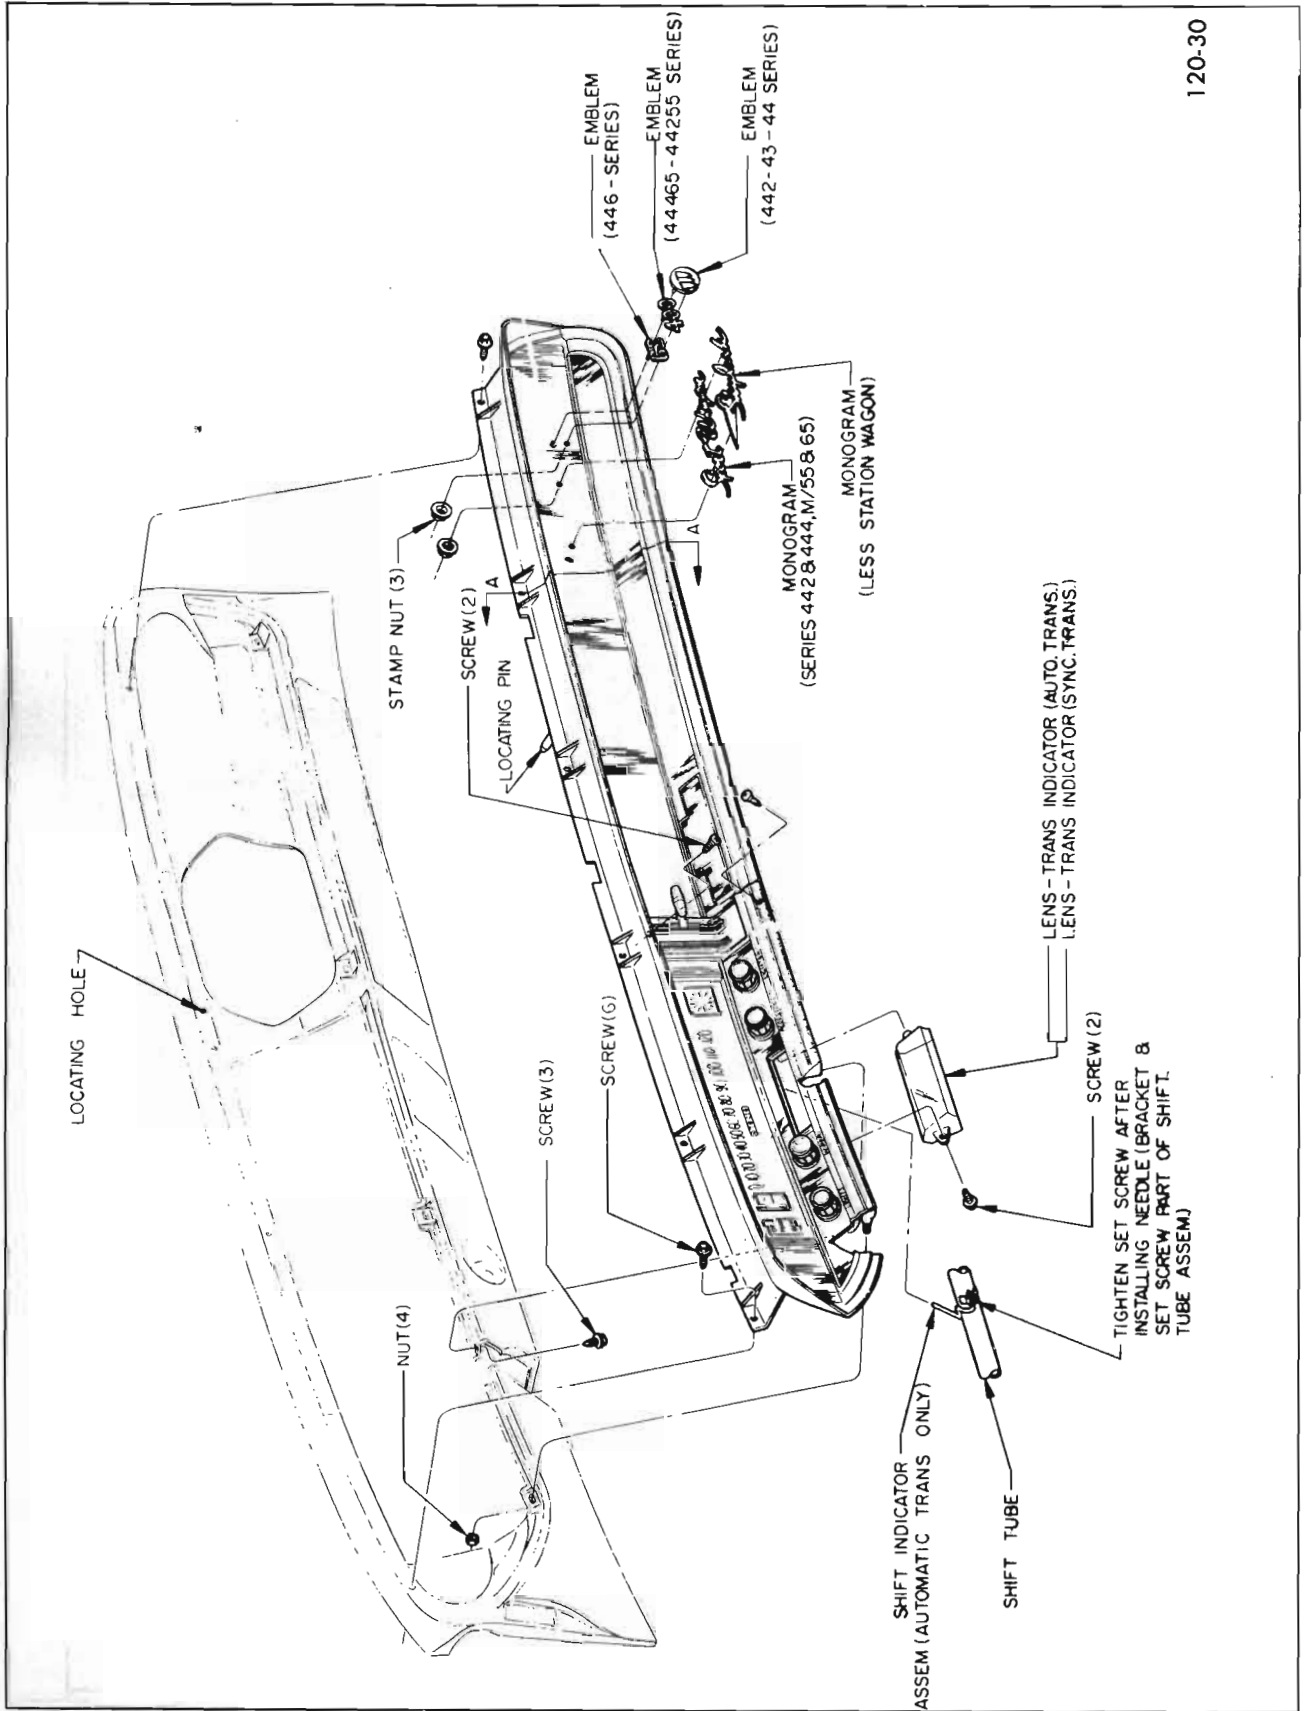 120-30
EMBLEM
(446-SERIES)
EMBLEM
(44465-44255 SERIES)
EMBLEM
(442-43-44 SERIES)
STAMP NUT (3)
SCREW (2)
LOCATING PIN
A
A
MONOGRAM
(SERIES 442&444,M/55&65)
MONOGRAM
(LESS STATION WAGON)
LOCATING HOLE
SCREW(6)
SCREW(3)
NUT(4)
LENS-TRANS INDICATOR (AUTO. TRANS.)
LENS-TRANS INDICATOR (SYNC. TRANS.)
SCREW (2)
TIGHTEN SET SCREW AFTER
INSTALLING NEEDLE (BRACKET &
SET SCREW PART OF SHIFT
TUBE ASSEM.)
SHIFT INDICATOR
ASSEM (AUTOMATIC TRANS ONLY)
SHIFT TUBE